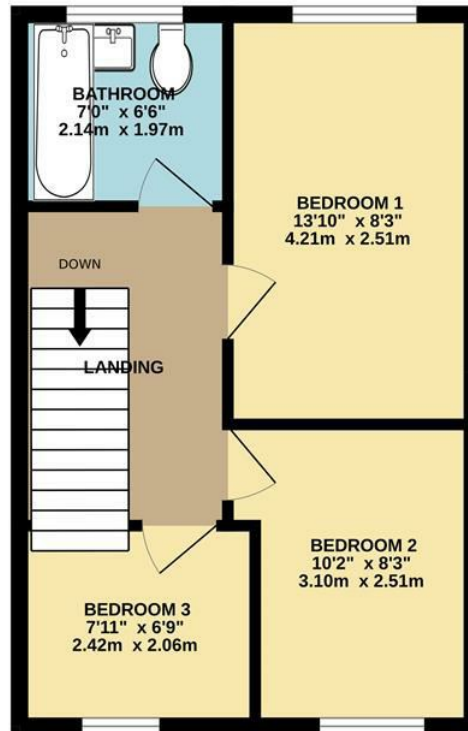 BATHROOM
7'0" x 6'6"
2.14m x 1.97m
BEDROOM 1
13'10" x 8'3"
4.21m x 2.51m
DOWN
LANDING
BEDROOM 2
10'2" x 8'3"
3.10m x 2.51m
BEDROOM 3
7'11" x 6'9"
2.42m x 2.06m